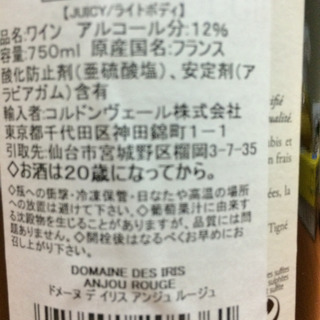 【JUICY/ライトボディ】
品名:ワイン アルコール分:12%
容量:750ml 原産国名:フランス
酸化防止剤(亜硫酸塩)、安定剤(ア
ラビアガム)含有
輸入者:コルドンヴェール株式会社
東京都千代田区神田錦町1-1
引取先:仙台市宮城野区榴岡3-7-35
◇お酒は20歳になってから。
◇瓶への衝撃・冷凍保管・日なたや高温の場所
への放置は避けて下さい。◇葡萄果汁に由来す
る沈殿物を生じることがありますが、品質には問
題ありません。◇開栓後はなるべくお早めにお
召し上がり下さい。
DOMAINE DES IRIS
ANJOU ROUGE
ドメーヌ デ イリス アンジュ ルージュ
ifié
ualité.
bis et
n frais
ées, la
Tigné